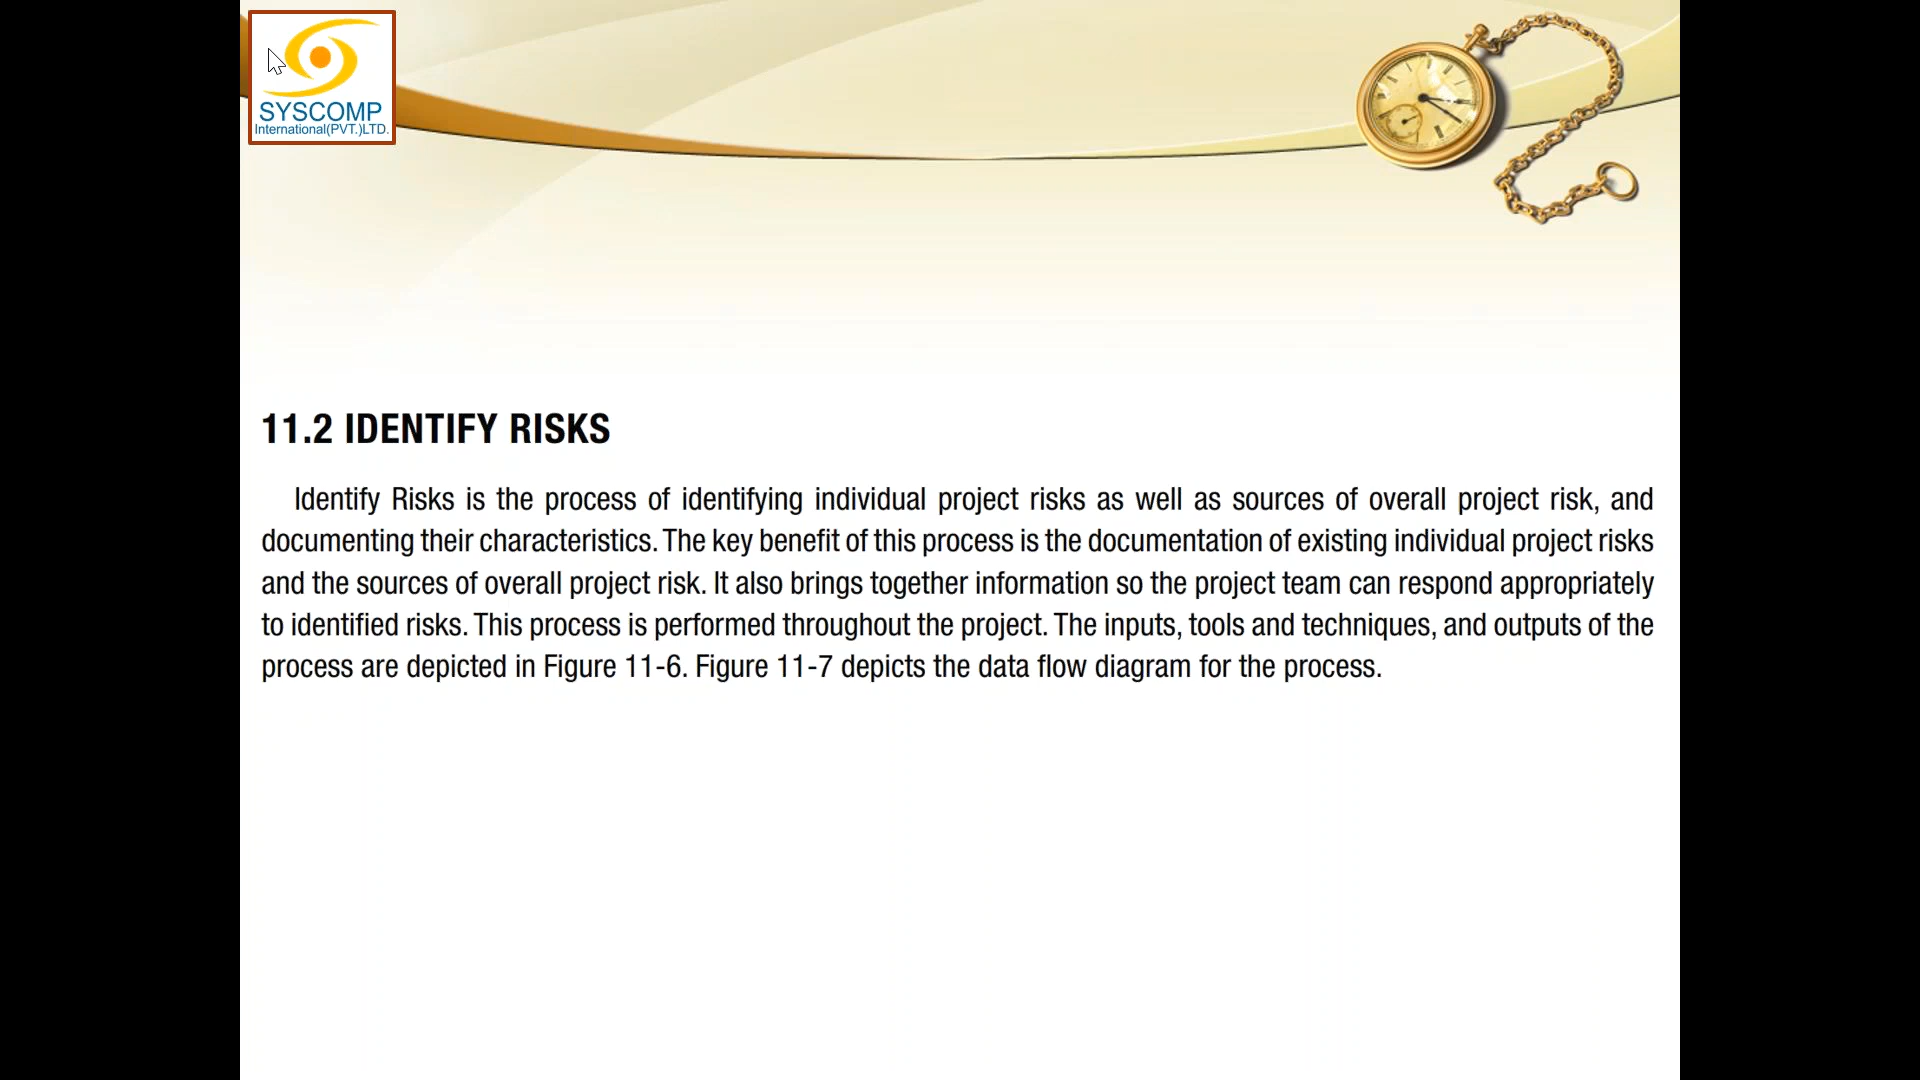 SYSCOMP
International(PVT.)LTD.
11.2 IDENTIFY RISKS
Identify Risks is the process of identifying individual project risks as well as sources of overall project risk, and
documenting their characteristics. The key benefit of this process is the documentation of existing individual project risks
and the sources of overall project risk. It also brings together information so the project team can respond appropriately
to identified risks. This process is performed throughout the project. The inputs, tools and techniques, and outputs of the
process are depicted in Figure 11-6. Figure 11-7 depicts the data flow diagram for the process.